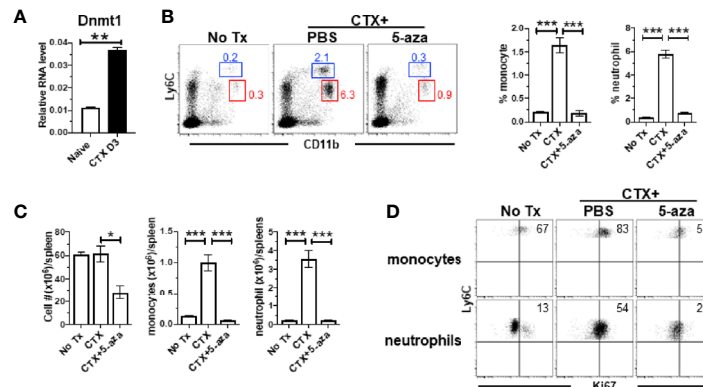 A
Dnmt1
**
Relative RNA level
0.04
0.03
0.02
0.01
0.00
Naive
CTX D3
B
CTX+
No Tx
PBS
5-aza
0.2
2.1
0.3
0.3
6.3
0.9
Ly6C
CD11b
% monocyte
*** ***
2.0
1.5
1.0
0.5
0.0
No Tx
CTX
CTX+5-aza
% neutrophil
*** ***
8
6
4
2
0
No Tx
CTX
CTX+5-aza
C
Cell # (x10⁶)/spleen
*
80
60
40
20
0
No Tx
CTX
CTX+5-aza
monocytes (x10⁶)/spleen
*** ***
1.5
1.0
0.5
0.0
No Tx
CTX
CTX+5-aza
neutrophil (x10⁶)/spleens
*** ***
5
4
3
2
1
0
No Tx
CTX
CTX+5-aza
D
CTX+
No Tx
PBS
5-aza
monocytes
67
83
5
neutrophils
13
54
2
Ly6C
Ki67